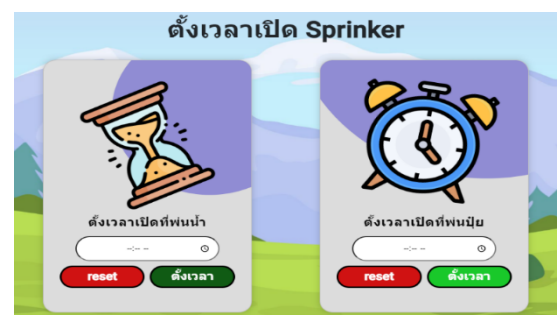 ตั้งเวลาเปิด Sprinker
ตั้งเวลาเปิดที่พ่นน้ำ
--:-- --
reset
ตั้งเวลา
ตั้งเวลาเปิดที่พ่นปุ๋ย
--:-- --
reset
ตั้งเวลา